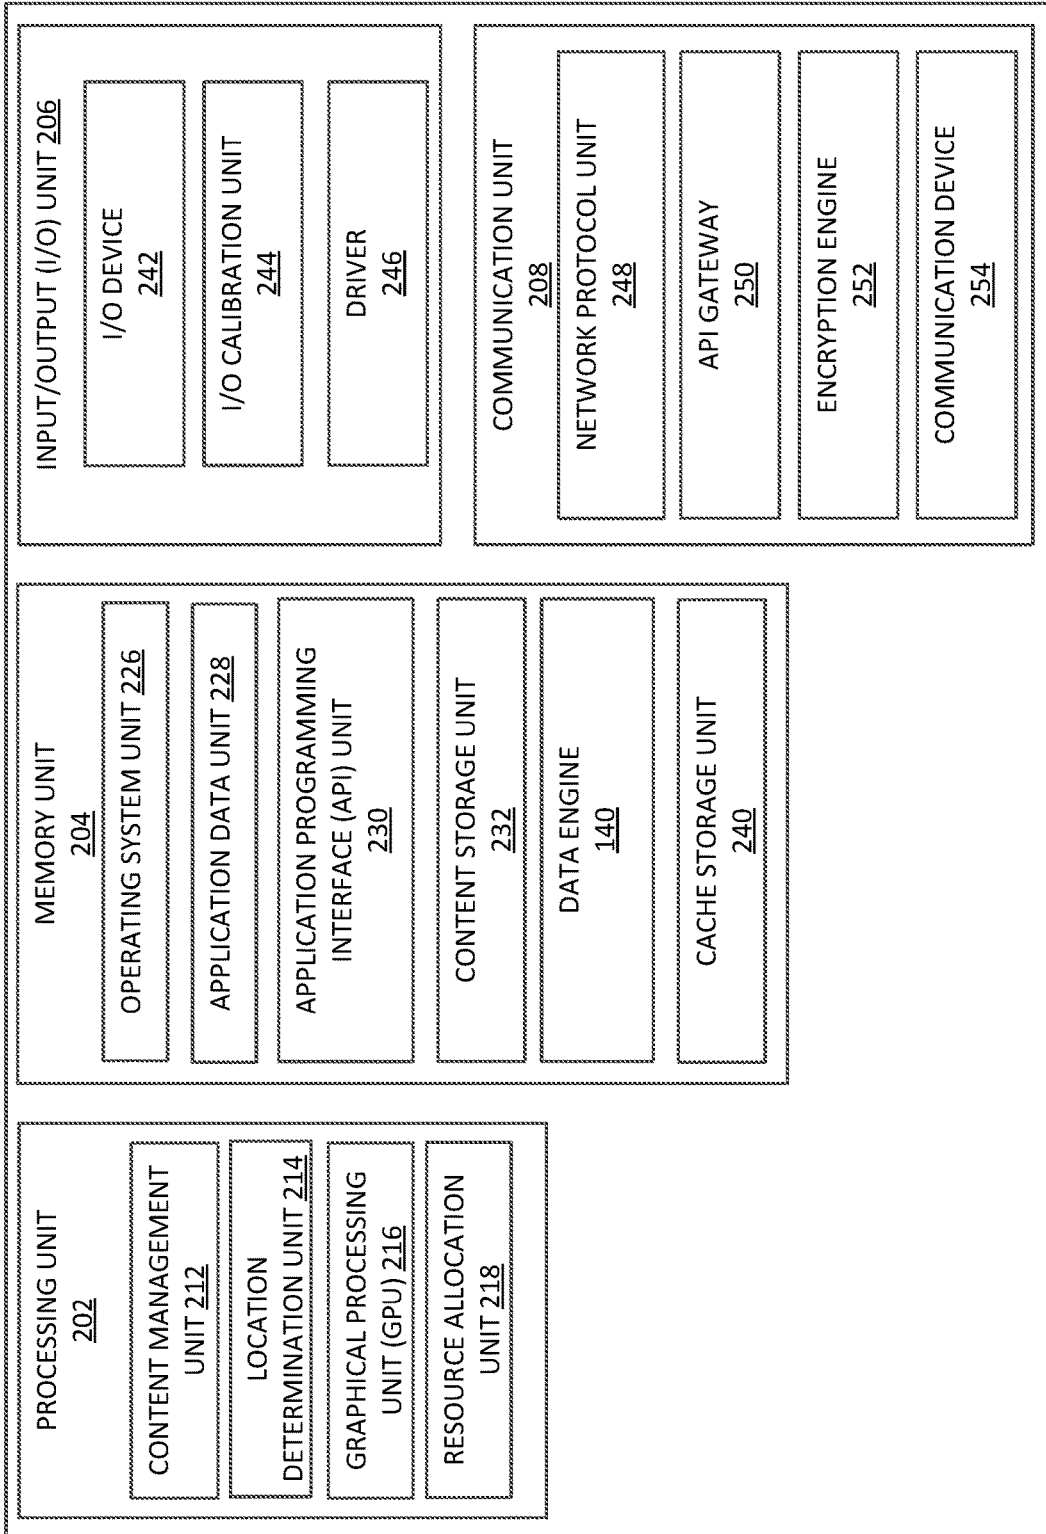 PROCESSING UNIT
202
CONTENT MANAGEMENT
UNIT 212
LOCATION
DETERMINATION UNIT 214
GRAPHICAL PROCESSING
UNIT (GPU) 216
RESOURCE ALLOCATION
UNIT 218
MEMORY UNIT
204
OPERATING SYSTEM UNIT 226
APPLICATION DATA UNIT 228
APPLICATION PROGRAMMING
INTERFACE (API) UNIT
230
CONTENT STORAGE UNIT
232
DATA ENGINE
140
CACHE STORAGE UNIT
240
INPUT/OUTPUT (I/O) UNIT 206
I/O DEVICE
242
I/O CALIBRATION UNIT
244
DRIVER
246
COMMUNICATION UNIT
208
NETWORK PROTOCOL UNIT
248
API GATEWAY
250
ENCRYPTION ENGINE
252
COMMUNICATION DEVICE
254